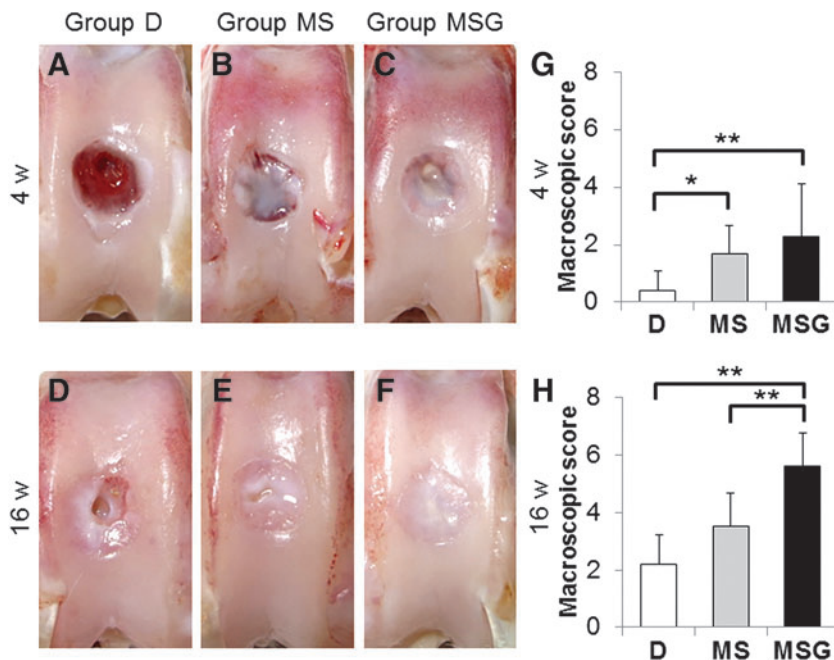 Group D Group MS Group MSG
A B C G
4 w
Macroscopic score
4 w
8
6
4
2
0
**
*
D MS MSG
D E F H
16 w
Macroscopic score
16 w
8
6
4
2
0
**
**
D MS MSG